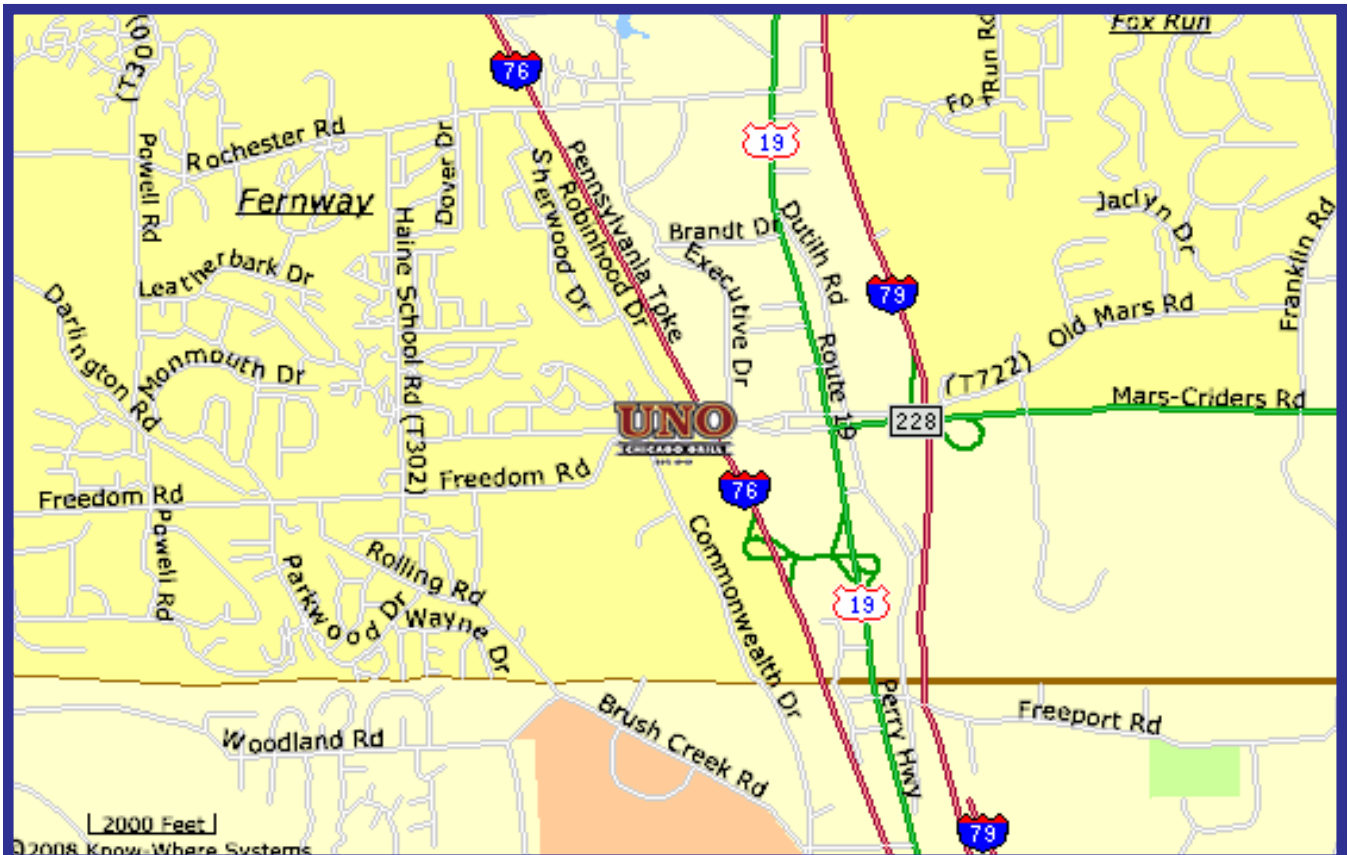 Fox Run
76
(T300)
Fo
Run Rd
19
Rochester Rd
Powell Rd
Dover Dr
Sherwood Dr
Robinhood Dr
Pennsylvania Tpke
Fernway
Jaclyn Dr
Franklin Rd
Haine School Rd (T302)
Brandt Dr
Dutilh Rd
Executive Dr
Leatherbark Dr
79
Darlington Rd
Old Mars Rd
(T722)
Monmouth Dr
Route 19
Mars-Criders Rd
UNO
CHICAGO GRILL
228
Freedom Rd
Freedom Rd
76
Powell Rd
Commonwealth Dr
Rolling Rd
Parkwood Dr
Wayne Dr
19
Perry Hwy
Brush Creek Rd
Freeport Rd
Woodland Rd
2000 Feet
79
©2008 Know-Where Systems